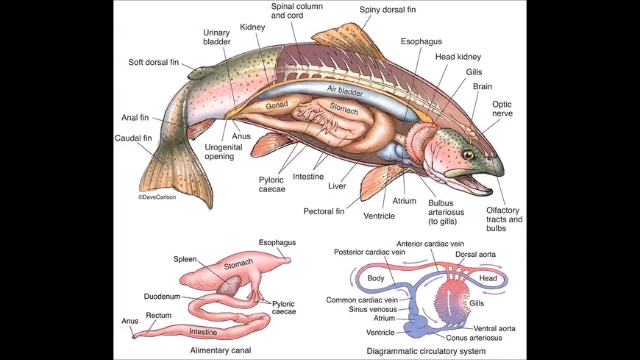 Spinal column
and cord
Spiny dorsal fin
Kidney
Urinary
bladder
Esophagus
Head kidney
Soft dorsal fin
Gills
Brain
Air bladder
Optic
nerve
Gonad
Stomach
Anal fin
Caudal fin
Anus
Urogenital
opening
Pyloric
caecae
Intestine
Liver
Pectoral fin
Ventricle
Atrium
Bulbus
arteriosus
(to gills)
Olfactory
tracts and
bulbs
©DaveCarlson
Esophagus
Spleen
Stomach
Duodenum
Pyloric
caecae
Rectum
Anus
Intestine
Alimentary canal
Anterior cardiac vein
Posterior cardiac vein
Dorsal aorta
Body
Head
Common cardiac vein
Sinus venosus
Gills
Atrium
Ventricle
Ventral aorta
Conus arteriosus
Diagrammatic circulatory system